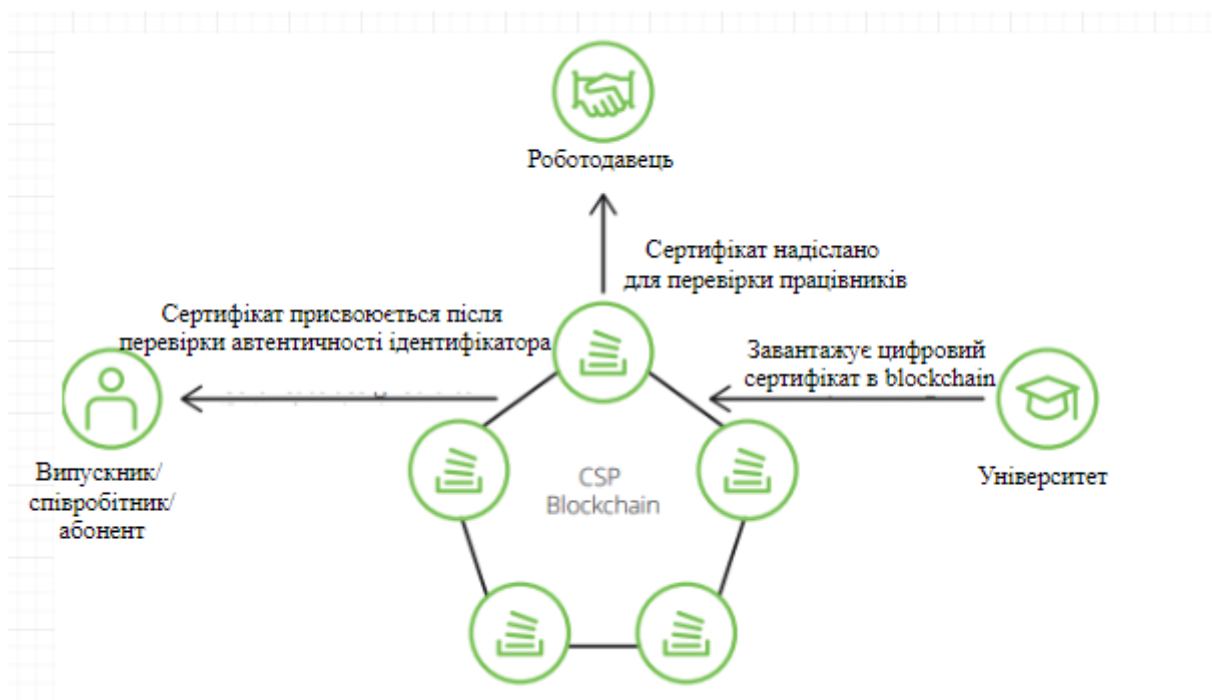 Роботодавець
Сертифікат надіслано
для перевірки працівників
Сертифікат присвоюється після
перевірки автентичності ідентифікатора
Завантажує цифровий
сертифікат в blockchain
Випускник/
співробітник/
абонент
CSP
Blockchain
Університет